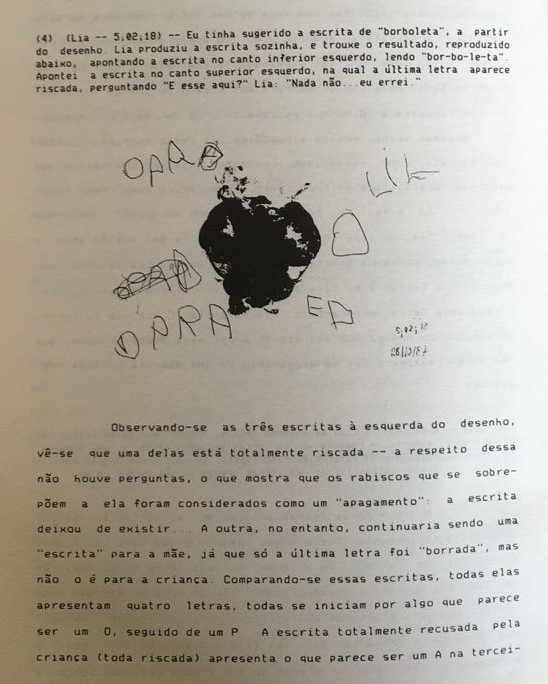 (4) (Lia -- 5;02;18) -- Eu tinha sugerido a escrita de "borboleta", a partir
do desenho. Lia produziu a escrita sozinha, e trouxe o resultado, reproduzido
abaixo, apontando a escrita no canto inferior esquerdo, lendo "bor-bo-le-ta".
Apontei a escrita no canto superior esquerdo, na qual a última letra aparece
riscada, perguntando "E esse aqui?" Lia: "Nada não...eu errei."
OPRA
LIL
OPRA
ED
5;02;18
Observando-se as três escritas à esquerda do desenho,
vê-se que uma delas está totalmente riscada -- a respeito dessa
não houve perguntas, o que mostra que os rabiscos que se sobre-
põem a ela foram considerados como um "apagamento": a escrita
deixou de existir... A outra, no entanto, continuaria sendo uma
"escrita" para a mãe, já que só a última letra foi "borrada", mas
não o é para a criança. Comparando-se essas escritas, todas elas
apresentam quatro letras, todas se iniciam por algo que parece
ser um O, seguido de um P A escrita totalmente recusada pela
criança (toda riscada) apresenta o que parece ser um A na tercei-